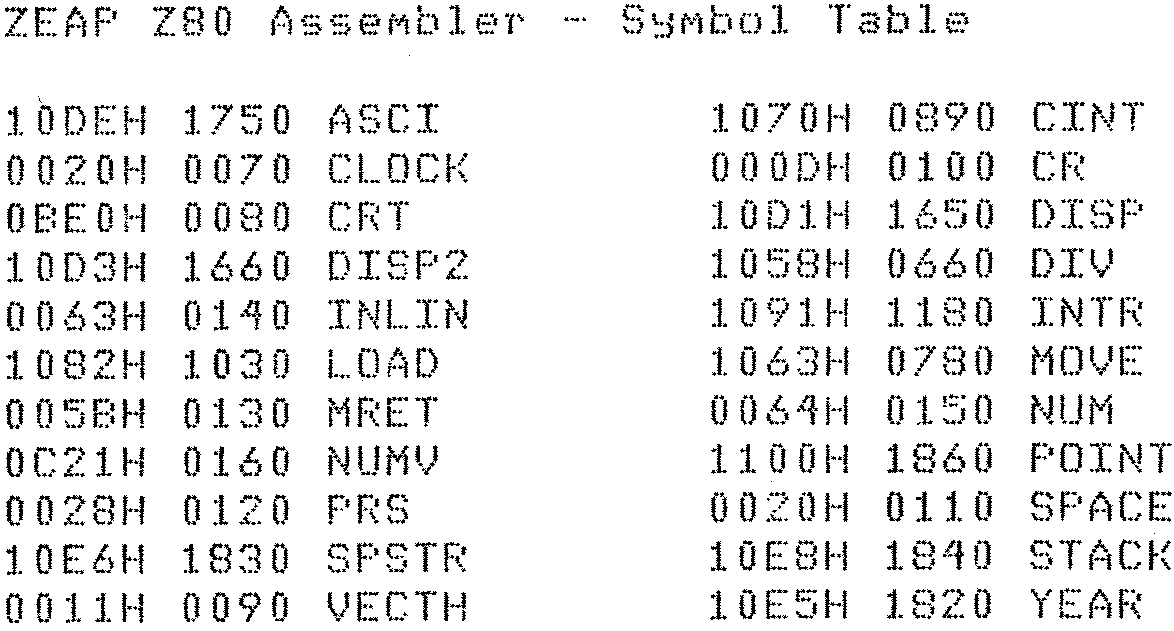 ZEAP Z80 Assembler - Symbol Table
10DEH 1750 ASCI 1070H 0890 CINT
0020H 0070 CLOCK 000DH 0100 CR
0BE0H 0080 CRT 10D1H 1650 DISP
10D3H 1660 DISP2 1058H 0660 DIV
0063H 0140 INLIN 1091H 1180 INTR
1082H 1030 LOAD 1063H 0780 MOVE
005BH 0130 MRET 0064H 0150 NUM
0C21H 0160 NUMV 1100H 1860 POINT
0028H 0120 PRS 0020H 0110 SPACE
10E6H 1830 SPSTR 10E8H 1840 STACK
0011H 0090 VECTH 10E5H 1820 YEAR